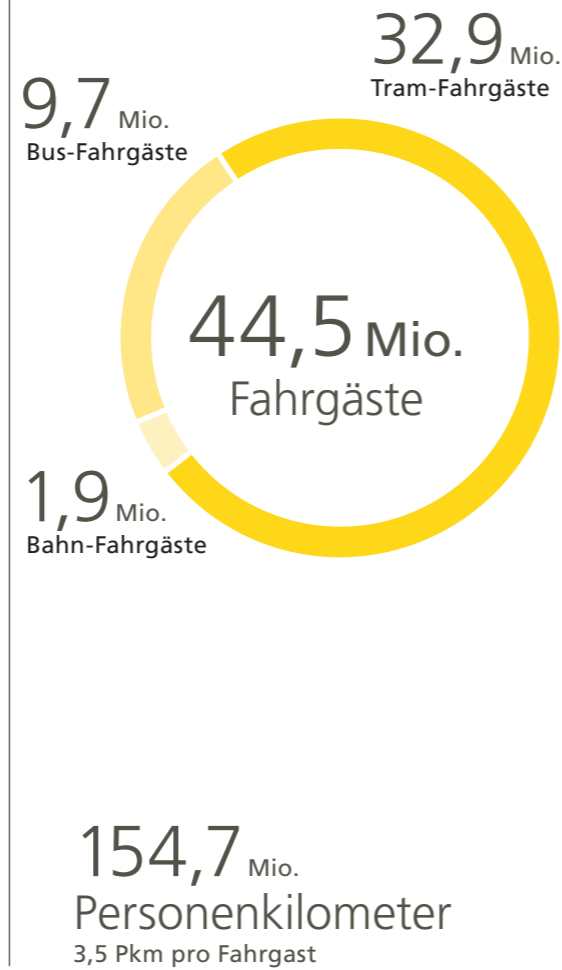 32,9 Mio.
Tram-Fahrgäste
9,7 Mio.
Bus-Fahrgäste
44,5 Mio.
Fahrgäste
1,9 Mio.
Bahn-Fahrgäste
154,7 Mio.
Personenkilometer
3,5 Pkm pro Fahrgast